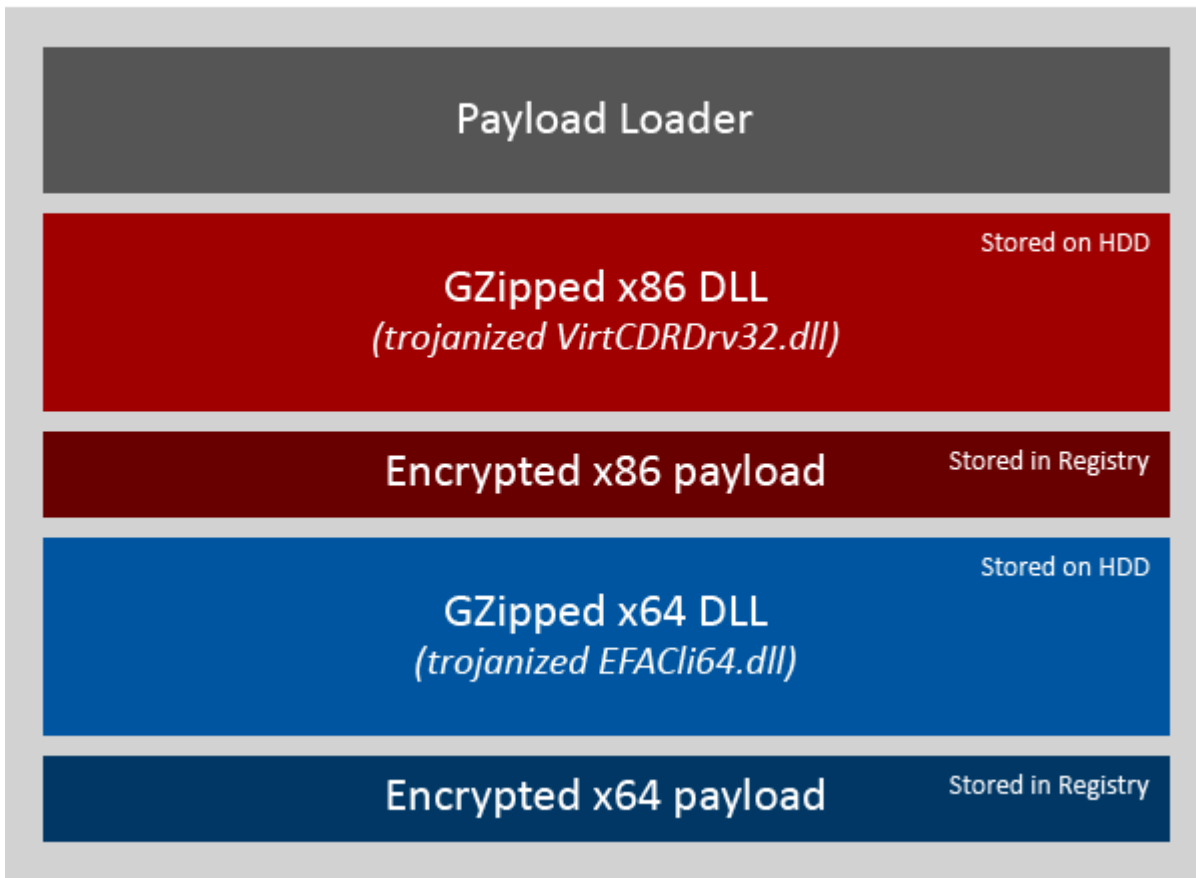 Payload Loader
Stored on HDD
GZipped x86 DLL
(trojanized VirtCDRDrv32.dll)
Encrypted x86 payload
Stored in Registry
Stored on HDD
GZipped x64 DLL
(trojanized EFACli64.dll)
Encrypted x64 payload
Stored in Registry